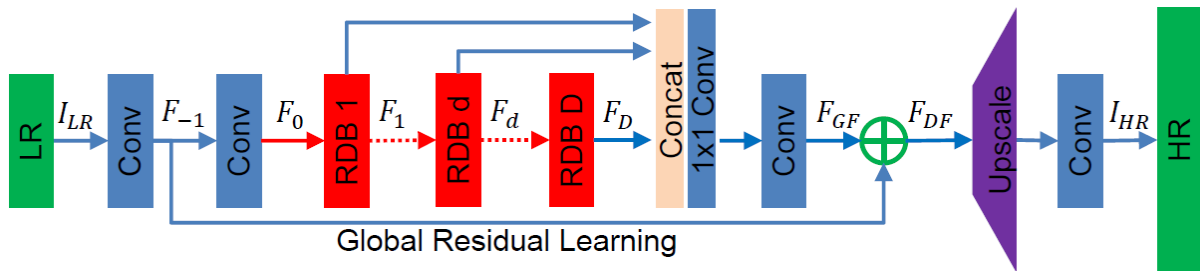 LR
I_LR
Conv
F_−1
Conv
F_0
RDB 1
F_1
RDB d
F_d
RDB D
F_D
Concat
1x1 Conv
Conv
F_GF
F_DF
Upscale
Conv
I_HR
HR
Global Residual Learning